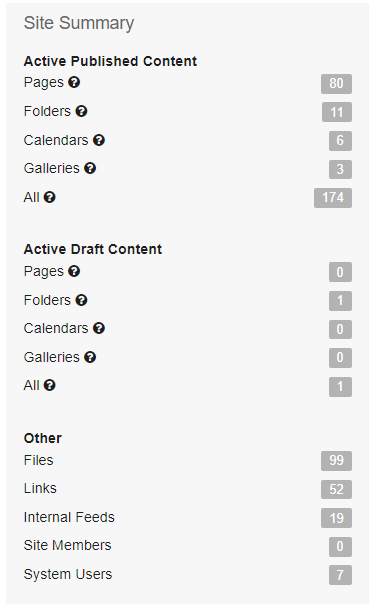 Site Summary
Active Published Content
Pages ? 80
Folders ? 11
Calendars ? 6
Galleries ? 3
All ? 174
Active Draft Content
Pages ? 0
Folders ? 1
Calendars ? 0
Galleries ? 0
All ? 1
Other
Files 99
Links 52
Internal Feeds 19
Site Members 0
System Users 7